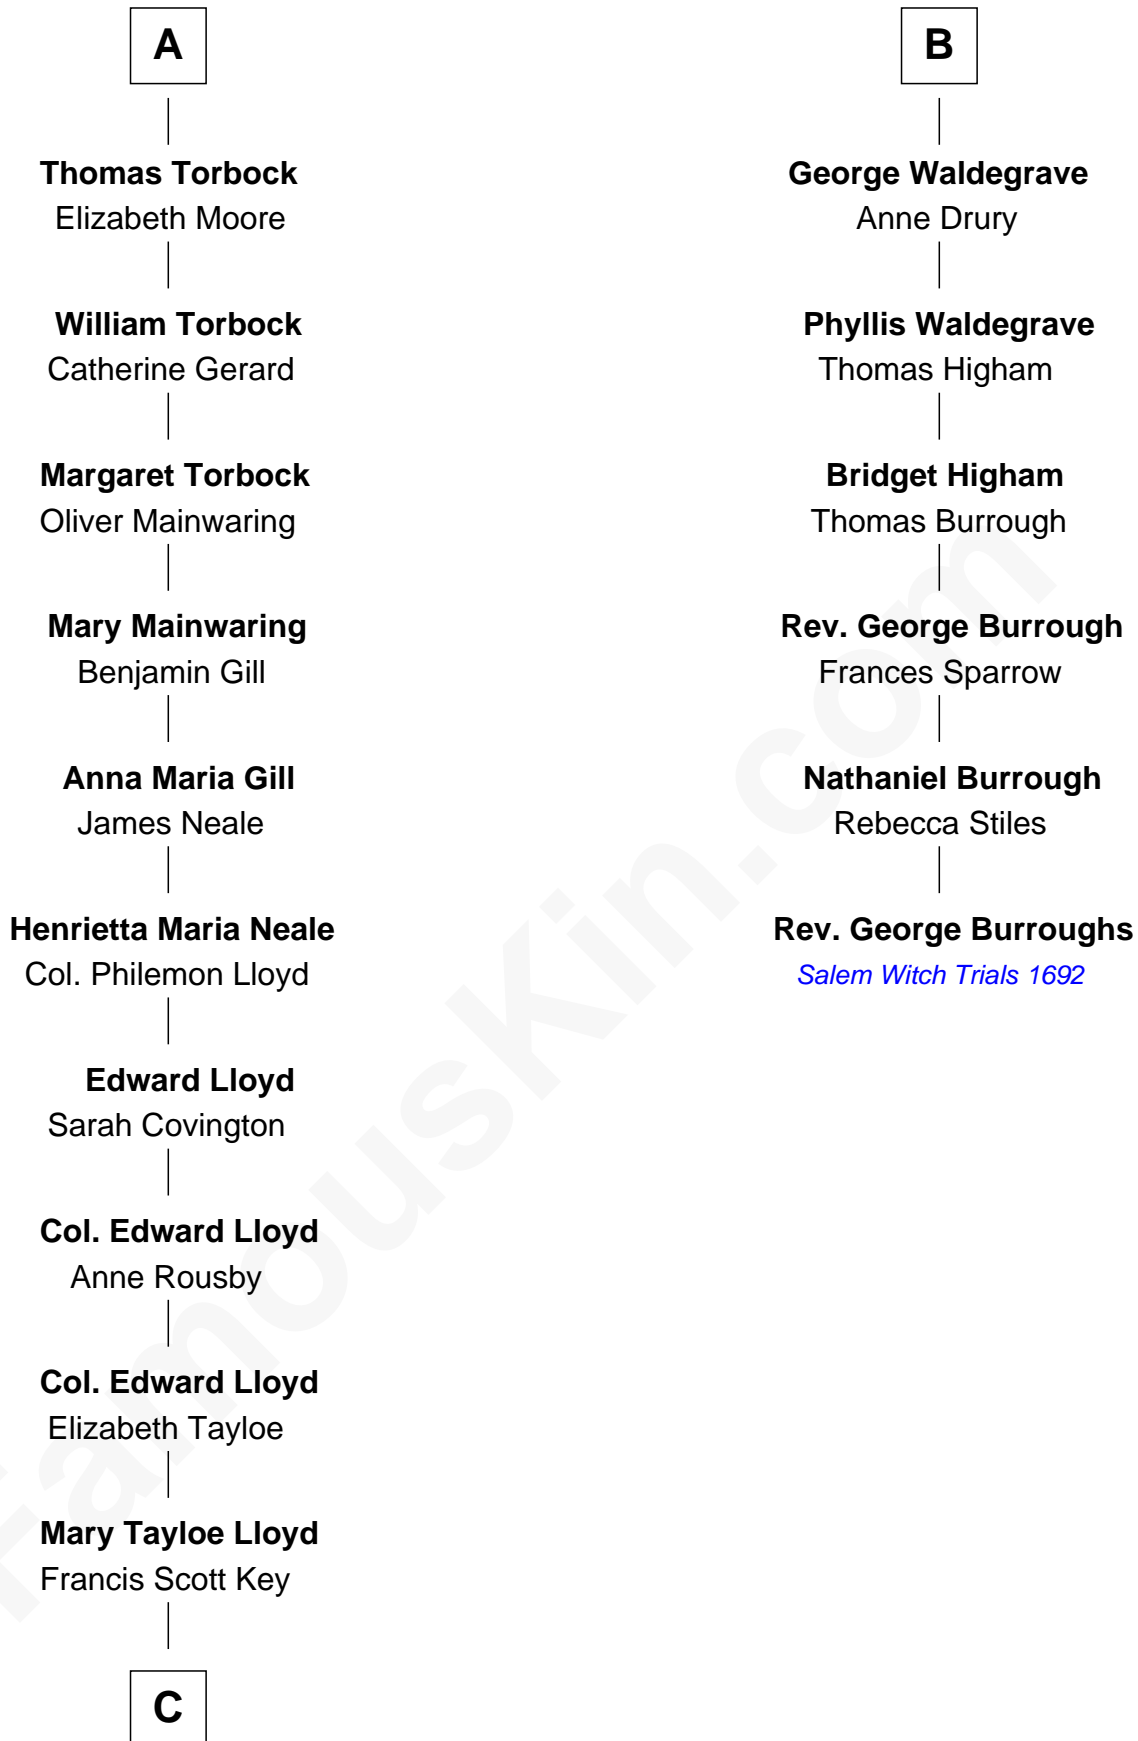 A
Thomas Torbock
Elizabeth Moore
William Torbock
Catherine Gerard
Margaret Torbock
Oliver Mainwaring
Mary Mainwaring
Benjamin Gill
Anna Maria Gill
James Neale
Henrietta Maria Neale
Col. Philemon Lloyd
Edward Lloyd
Sarah Covington
Col. Edward Lloyd
Anne Rousby
Col. Edward Lloyd
Elizabeth Tayloe
Mary Tayloe Lloyd
Francis Scott Key
C
B
George Waldegrave
Anne Drury
Phyllis Waldegrave
Thomas Higham
Bridget Higham
Thomas Burrough
Rev. George Burrough
Frances Sparrow
Nathaniel Burrough
Rebecca Stiles
Rev. George Burroughs
Salem Witch Trials 1692
FamousKin.com